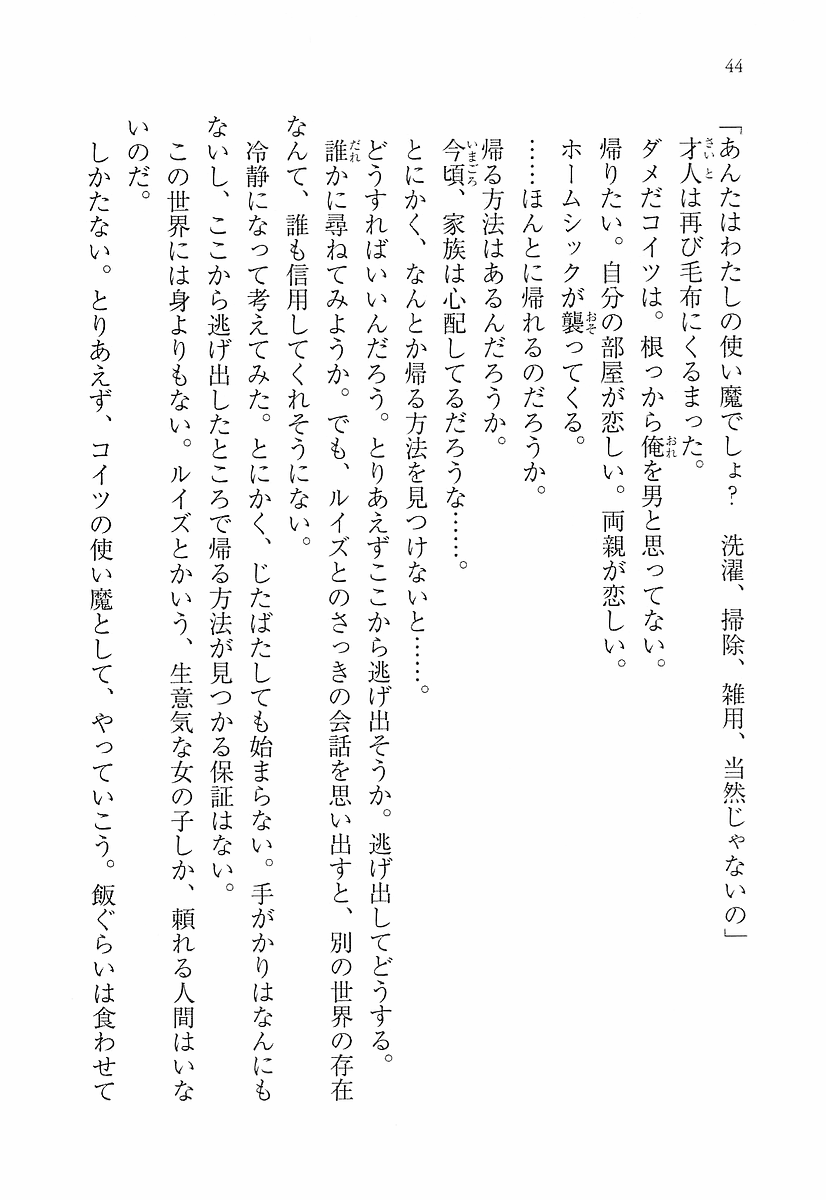 44
「あんたはわたしの使い魔でしょ？　洗濯、掃除、雑用、当然じゃないの」
才人は再び毛布にくるまった。
ダメだコイツは。根っから俺を男と思ってない。
帰りたい。自分の部屋が恋しい。両親が恋しい。
ホームシックが襲ってくる。
……ほんとに帰れるのだろうか。
帰る方法はあるんだろうか。
今頃、家族は心配してるだろうな……。
とにかく、なんとか帰る方法を見つけないと……。
どうすればいいんだろう。とりあえずここから逃げ出そうか。逃げ出してどうする。
誰かに尋ねてみようか。でも、ルイズとのさっきの会話を思い出すと、別の世界の存在
なんて、誰も信用してくれそうにない。
冷静になって考えてみた。とにかく、じたばたしても始まらない。手がかりはなんにも
ないし、ここから逃げ出したところで帰る方法が見つかる保証はない。
この世界には身よりもない。ルイズとかいう、生意気な女の子しか、頼れる人間はいな
いのだ。
しかたない。とりあえず、コイツの使い魔として、やっていこう。飯ぐらいは食わせて